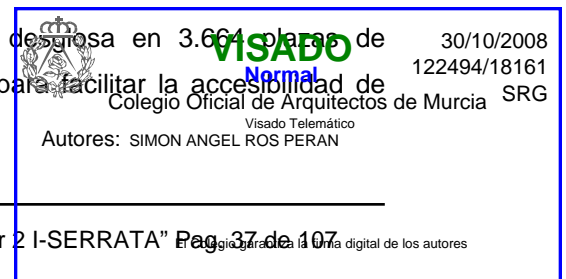 desglosa en 3.664 plazas de
para facilitar la accesibilidad de
VISADO
Normal
30/10/2008
122494/18161
Colegio Oficial de Arquitectos de Murcia SRG
Visado Telemático
Autores: SIMON ANGEL ROS PERAN
r 2 I-SERRATA” Pag. 37 de 107
El Colegio garantiza la firma digital de los autores